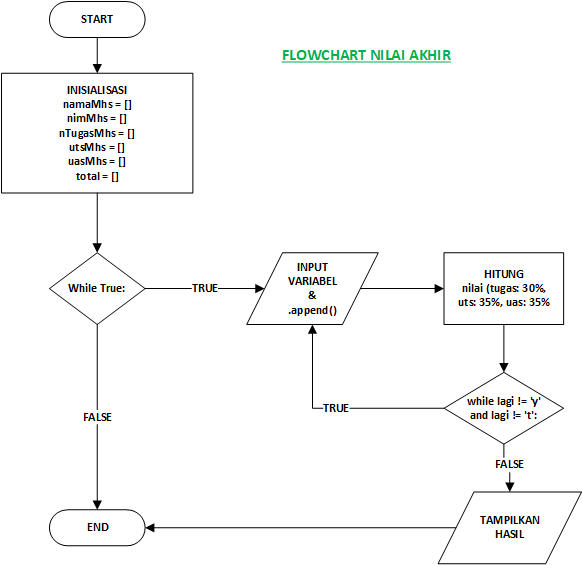 START
FLOWCHART NILAI AKHIR
INISIALISASI
namaMhs = []
nimMhs = []
nTugasMhs = []
utsMhs = []
uasMhs = []
total = []
While True:
TRUE
INPUT
VARIABEL
&
.append()
HITUNG
nilai (tugas: 30%,
uts: 35%, uas: 35%
while lagi != 'y'
and lagi != 't':
TRUE
FALSE
FALSE
TAMPILKAN
HASIL
END